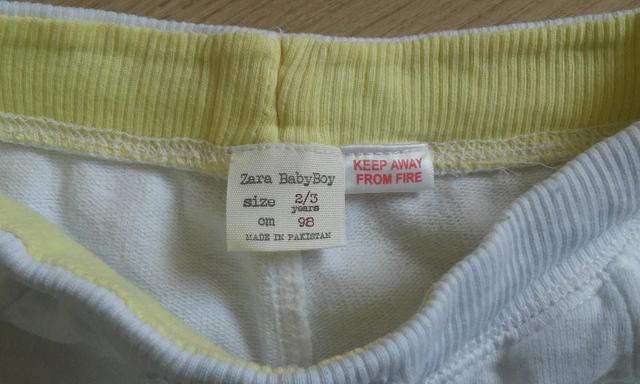 Zara BabyBoy
size 2/3
years
cm 98
MADE IN PAKISTAN
KEEP AWAY
FROM FIRE